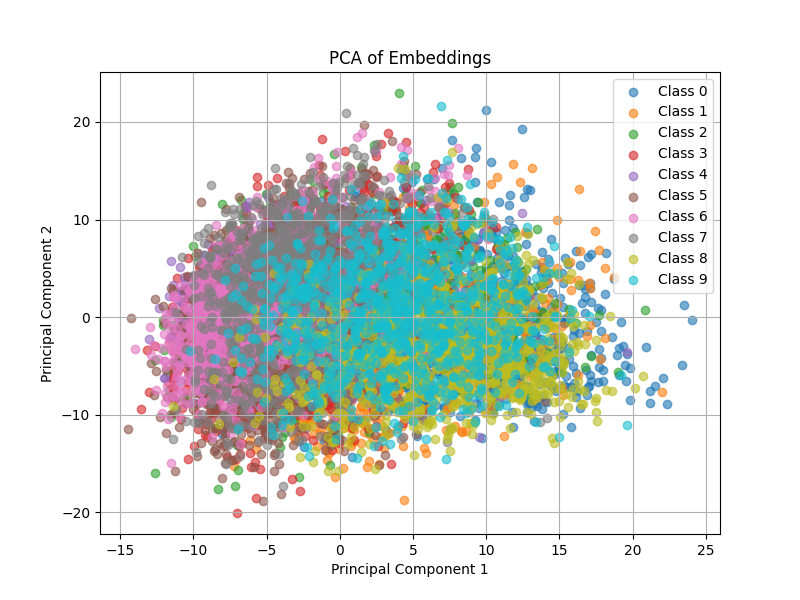 PCA of Embeddings
Class 0
Class 1
Class 2
Class 3
Class 4
Class 5
Class 6
Class 7
Class 8
Class 9
Principal Component 2
20
10
0
−10
−20
−15
−10
−5
0
5
10
15
20
25
Principal Component 1